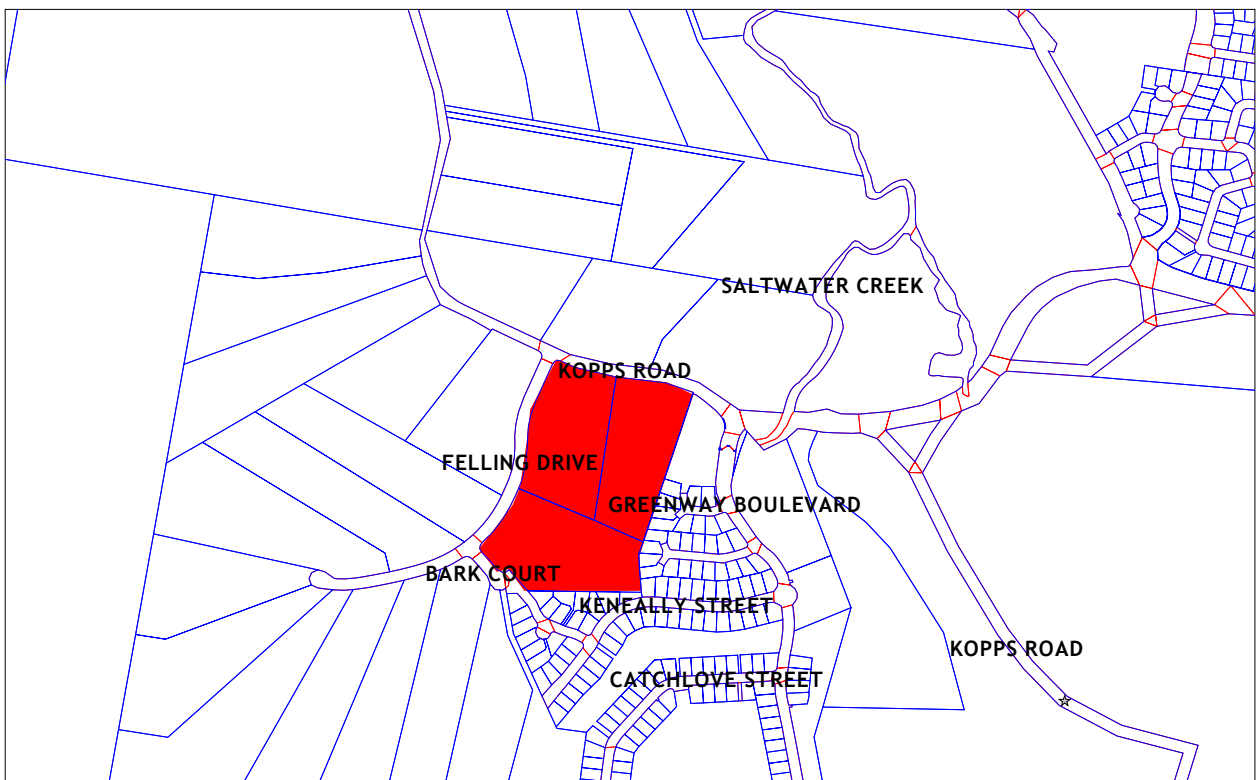 SALTWATER CREEK
KOPPS ROAD
FELLING DRIVE
GREENWAY BOULEVARD
BARK COURT
KENEALLY STREET
KOPPS ROAD
CATCHLOVE STREET